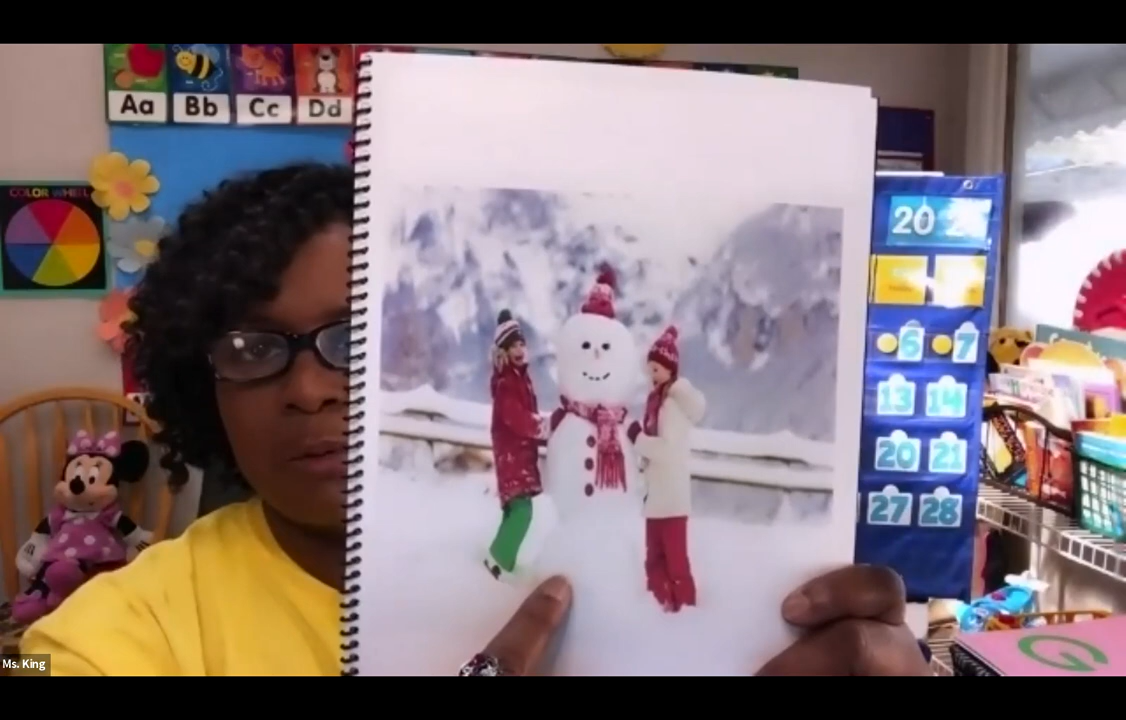 Aa Bb Cc Dd
COLOR WHEEL
20
6 7
13 14
20 21
27 28
G
Ms. King